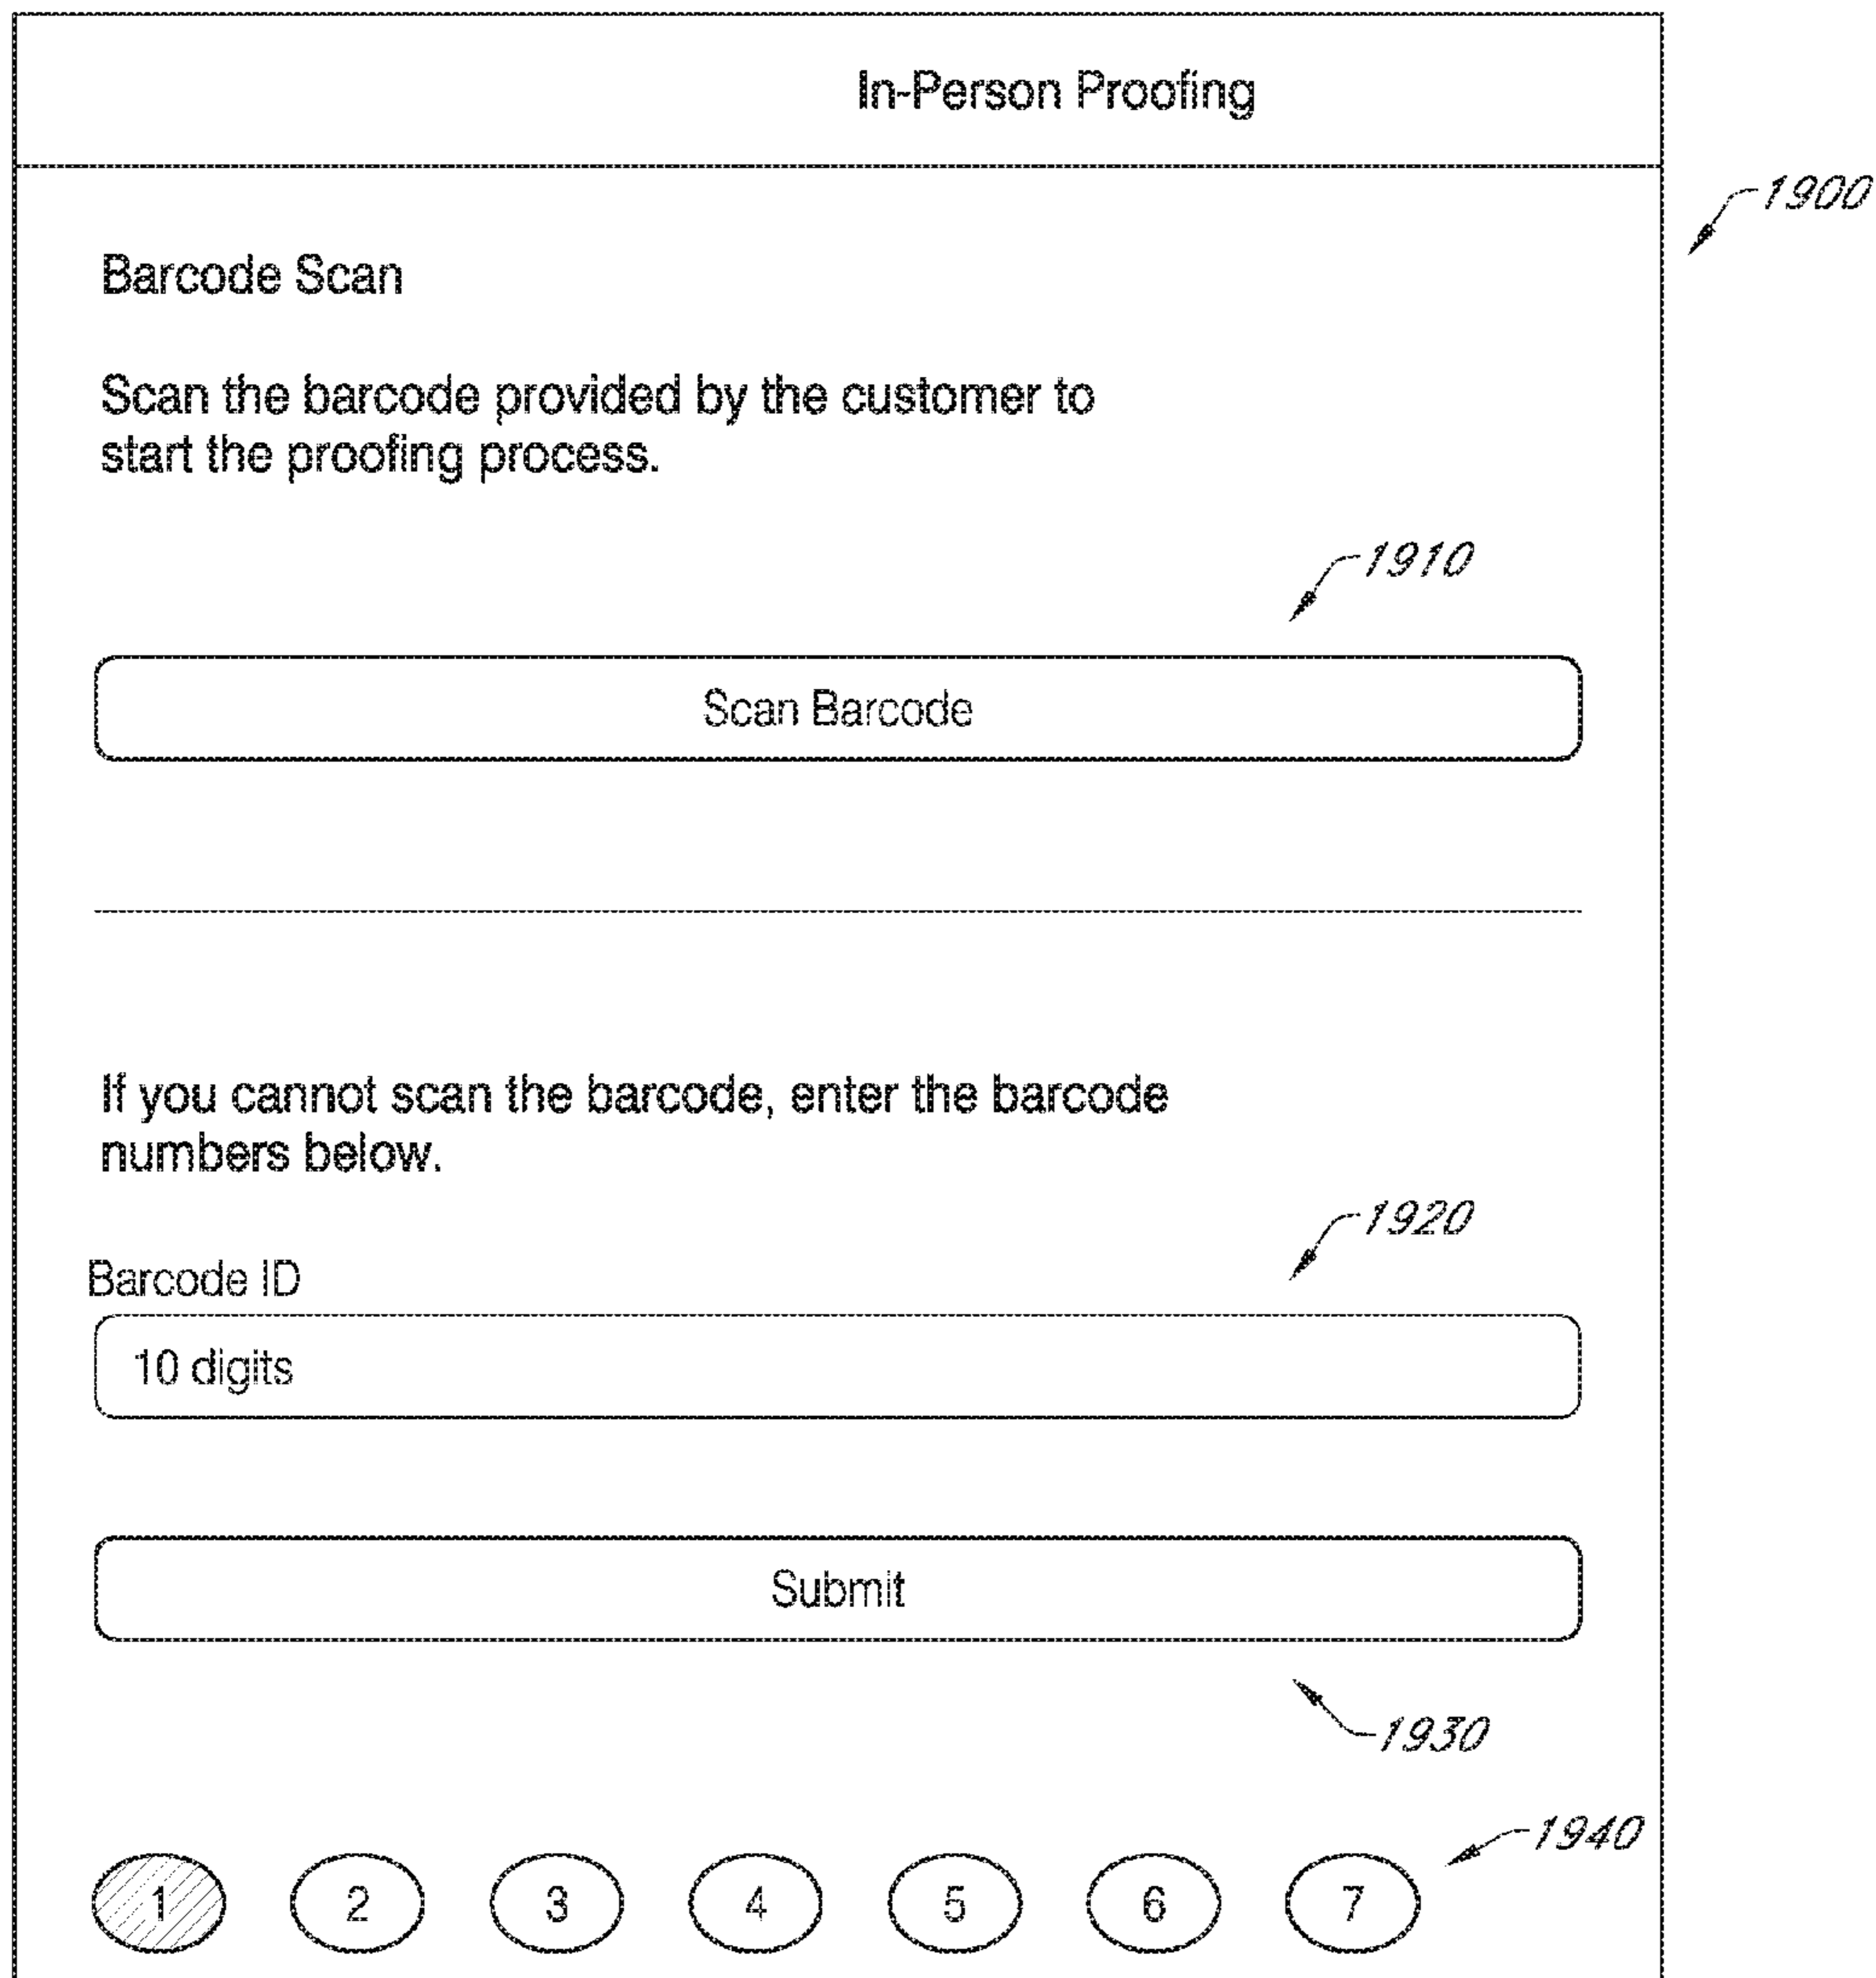 In-Person Proofing
1900
Barcode Scan
Scan the barcode provided by the customer to
start the proofing process.
1910
Scan Barcode
If you cannot scan the barcode, enter the barcode
numbers below.
1920
Barcode ID
10 digits
Submit
1930
1940
1 2 3 4 5 6 7